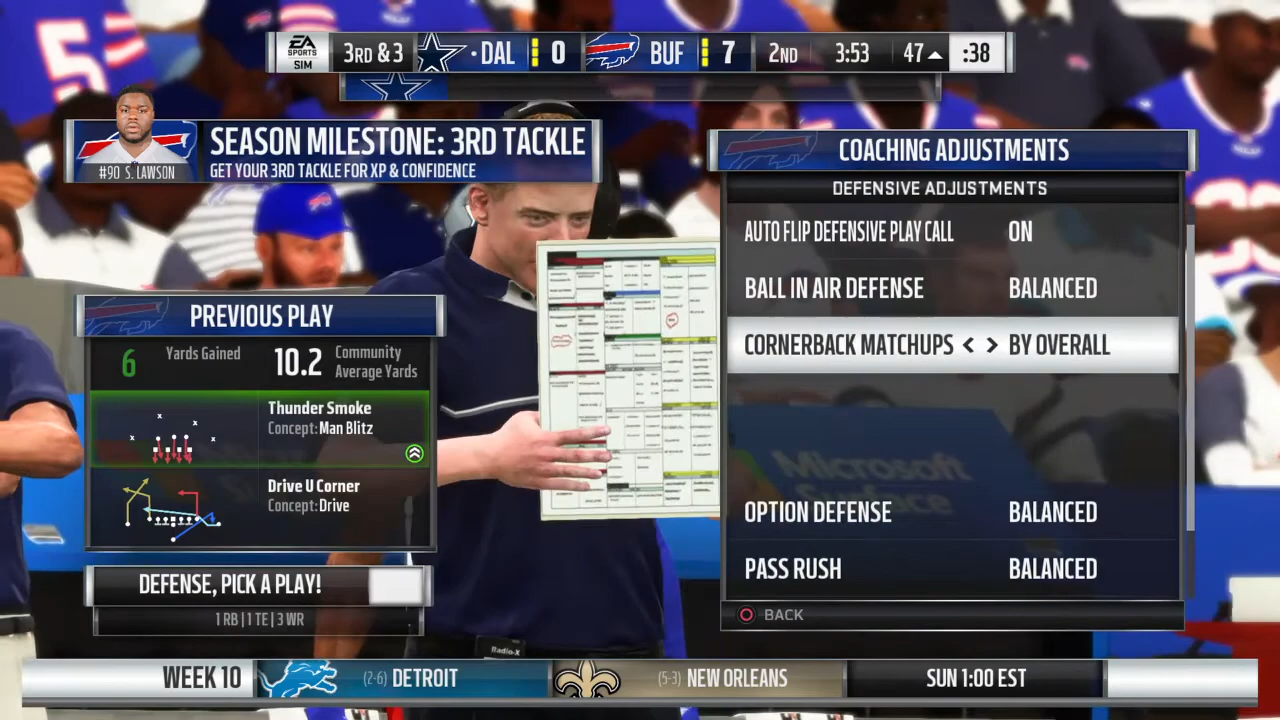 EA
SPORTS
SIM
3RD & 3
· DAL
0
BUF
7
2ND
3:53
47
:38
#90 S. LAWSON
SEASON MILESTONE: 3RD TACKLE
GET YOUR 3RD TACKLE FOR XP & CONFIDENCE
COACHING ADJUSTMENTS
DEFENSIVE ADJUSTMENTS
AUTO FLIP DEFENSIVE PLAY CALL ON
BALL IN AIR DEFENSE BALANCED
CORNERBACK MATCHUPS < > BY OVERALL
Microsoft
OPTION DEFENSE BALANCED
PASS RUSH BALANCED
BACK
PREVIOUS PLAY
6 Yards Gained
10.2 Community
Average Yards
Thunder Smoke
Concept: Man Blitz
Drive U Corner
Concept: Drive
DEFENSE, PICK A PLAY!
1 RB | 1 TE | 3 WR
Radio-X
WEEK 10
(2-6) DETROIT
(5-3) NEW ORLEANS
SUN 1:00 EST